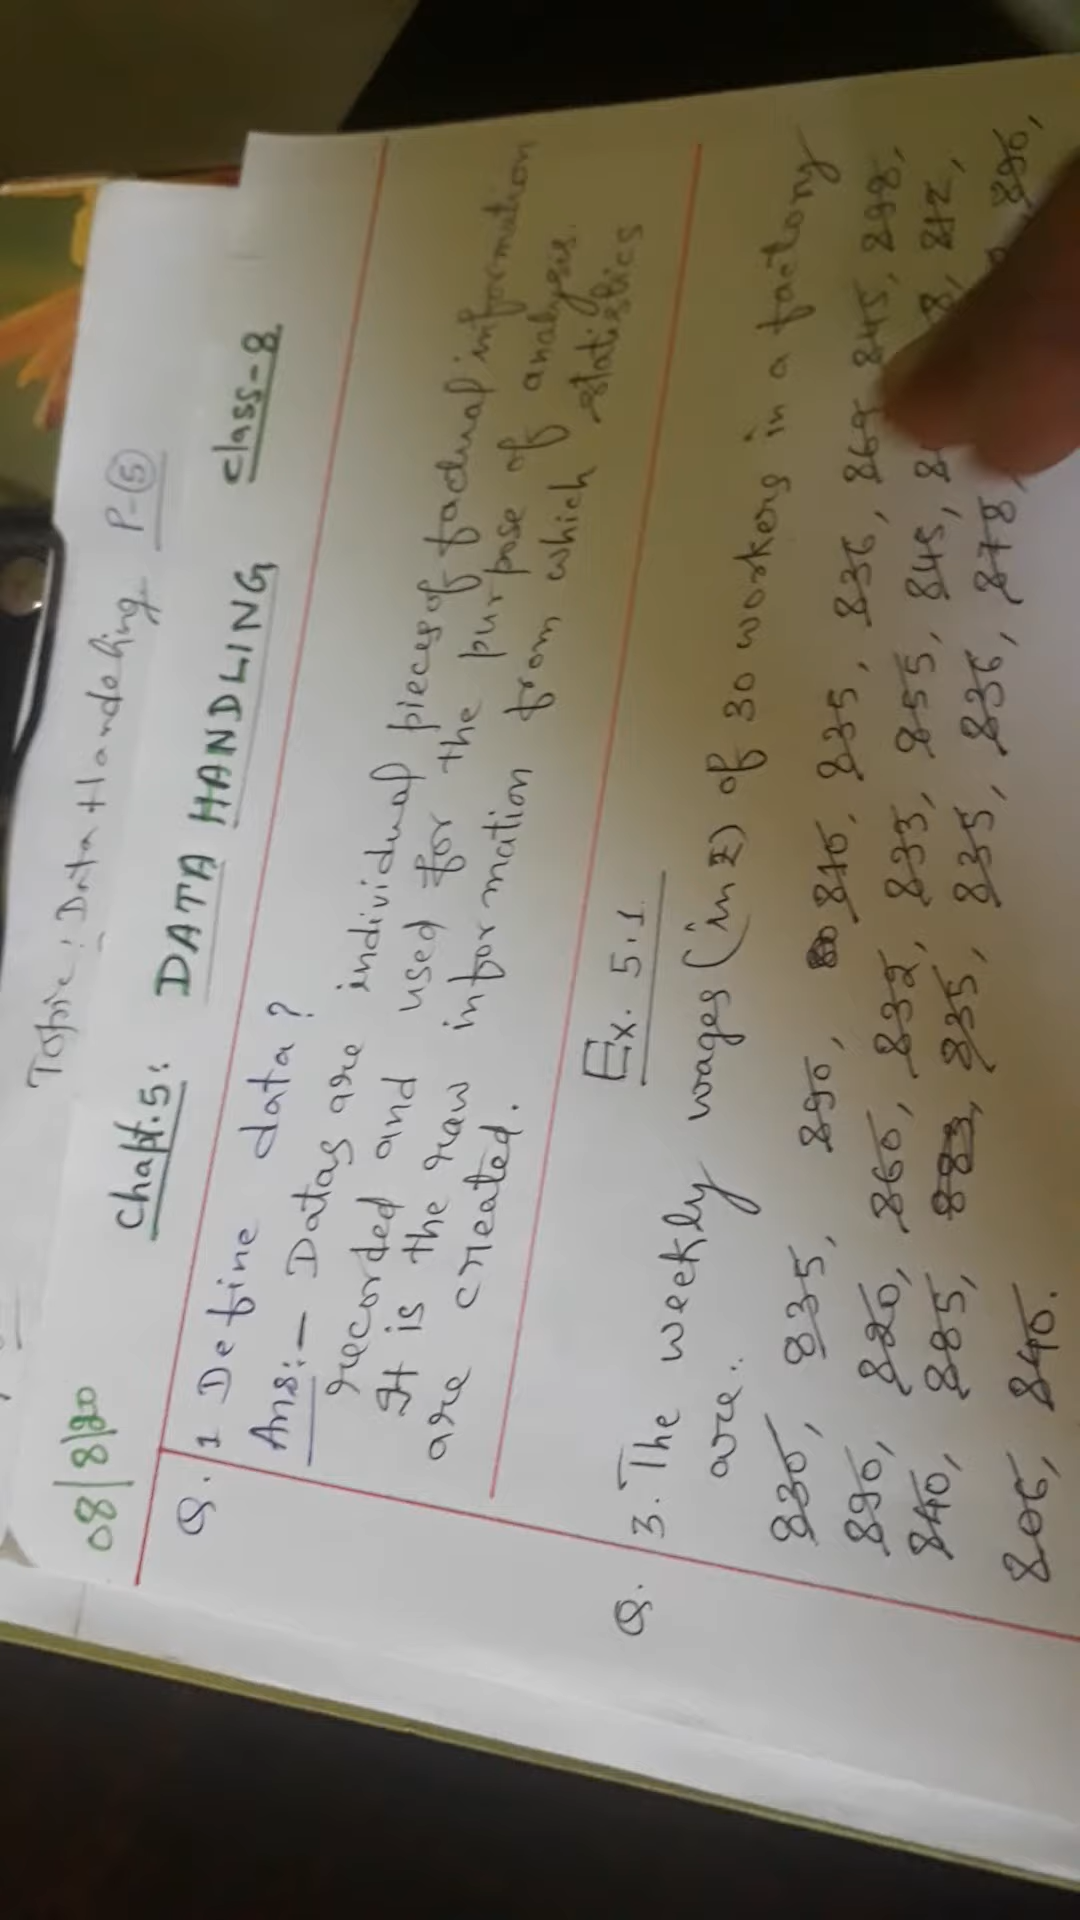 Topic: Data Handeling P-(5)
08/8/20
Chapt.5: DATA HANDLING class-8
Q. 1 Define data?
Ans:- Datas are individual pieces of factual information
recorded and used for the purpose of analysis.
It is the raw information from which statistics
are created.
Ex. 5.1
Q. 3. The weekly wages (in ₹) of 30 workers in a factory
are:
830, 835, 890, 810, 835, 836, 869, 845, 898,
890, 820, 860, 832, 833, 855, 845, 8, 812,
840, 885, 835, 835, 836, 878, 890,
806, 840.